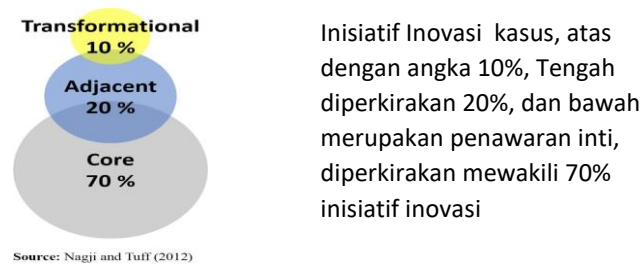 Transformational
10 %
Adjacent
20 %
Core
70 %
Source: Nagji and Tuff (2012)
Inisiatif Inovasi kasus, atas
dengan angka 10%, Tengah
diperkirakan 20%, dan bawah
merupakan penawaran inti,
diperkirakan mewakili 70%
inisiatif inovasi